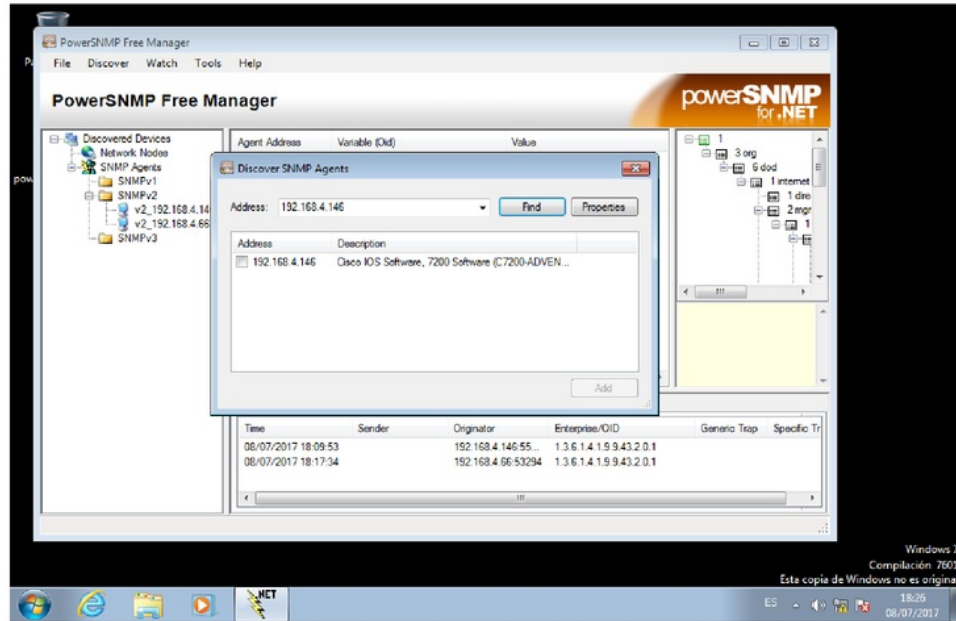 PowerSNMP Free Manager
File Discover Watch Tools Help
PowerSNMP Free Manager
powerSNMP
for .NET
Discovered Devices
Network Nodes
SNMP Agents
SNMPv1
SNMPv2
v2_192.168.4.14
v2_192.168.4.66
SNMPv3
Agent Address Variable (Oid) Value
1
3 org
6 dod
1 internet
1 dire
2 mgr
1
Discover SNMP Agents
Address: 192.168.4.146 Find Properties
Address Description
192.168.4.146 Cisco IOS Software, 7200 Software (C7200-ADVEN...
Add
Time Sender Originator Enterprise/OID Generic Trap Specific Tr
08/07/2017 18:09:53 192.168.4.146:55... 1.3.6.1.4.1.9.9.43.2.0.1
08/07/2017 18:17:34 192.168.4.66:53294 1.3.6.1.4.1.9.9.43.2.0.1
Windows 7
Compilación 7601
Esta copia de Windows no es origina
.NET
ES 18:26
08/07/2017